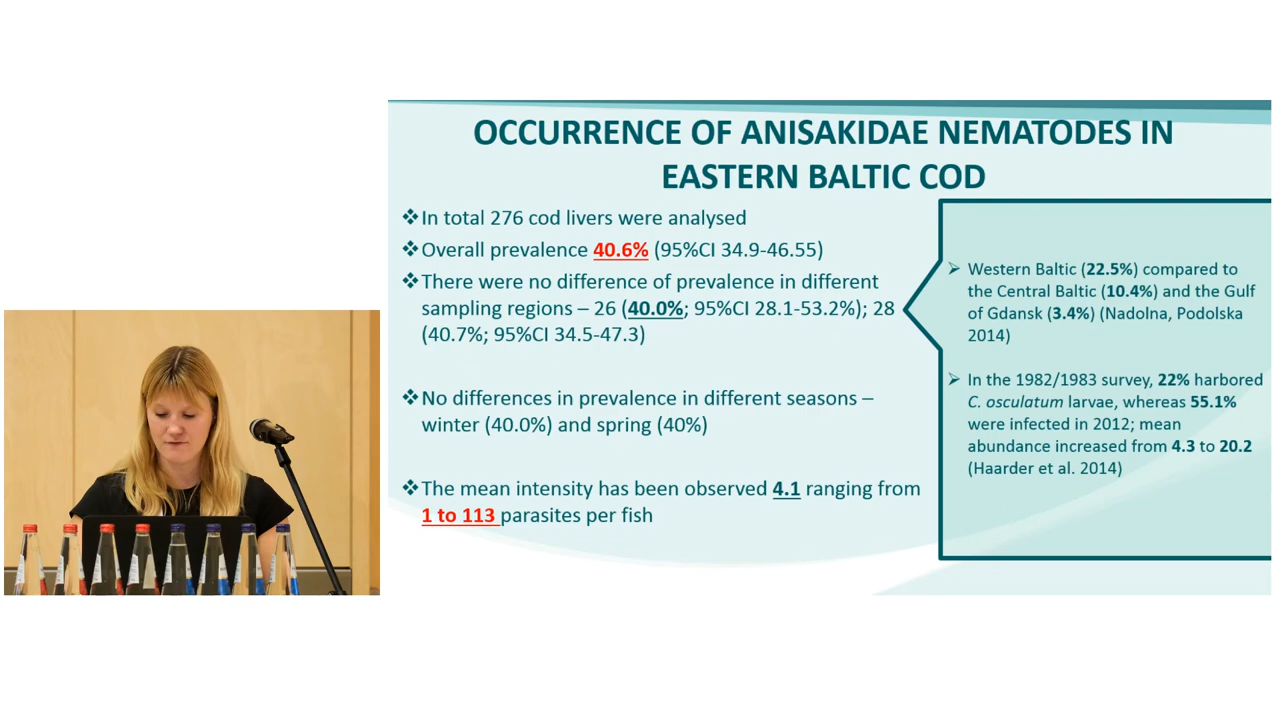 OCCURRENCE OF ANISAKIDAE NEMATODES IN
EASTERN BALTIC COD
❖In total 276 cod livers were analysed
❖Overall prevalence 40.6% (95%CI 34.9-46.55)
❖There were no difference of prevalence in different
sampling regions – 26 (40.0%; 95%CI 28.1-53.2%); 28
(40.7%; 95%CI 34.5-47.3)
❖No differences in prevalence in different seasons –
winter (40.0%) and spring (40%)
❖The mean intensity has been observed 4.1 ranging from
1 to 113 parasites per fish
➢ Western Baltic (22.5%) compared to
the Central Baltic (10.4%) and the Gulf
of Gdansk (3.4%) (Nadolna, Podolska
2014)
➢ In the 1982/1983 survey, 22% harbored
C. osculatum larvae, whereas 55.1%
were infected in 2012; mean
abundance increased from 4.3 to 20.2
(Haarder et al. 2014)